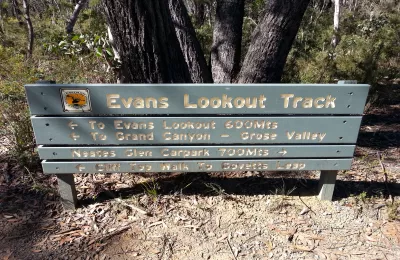 Evans Lookout Track
← To Evans Lookout 600Mts
← To Grand Canyon - Grose Valley
Neates Glen Carpark 700Mts →
← Cliff Top Walk To Govetts Leap